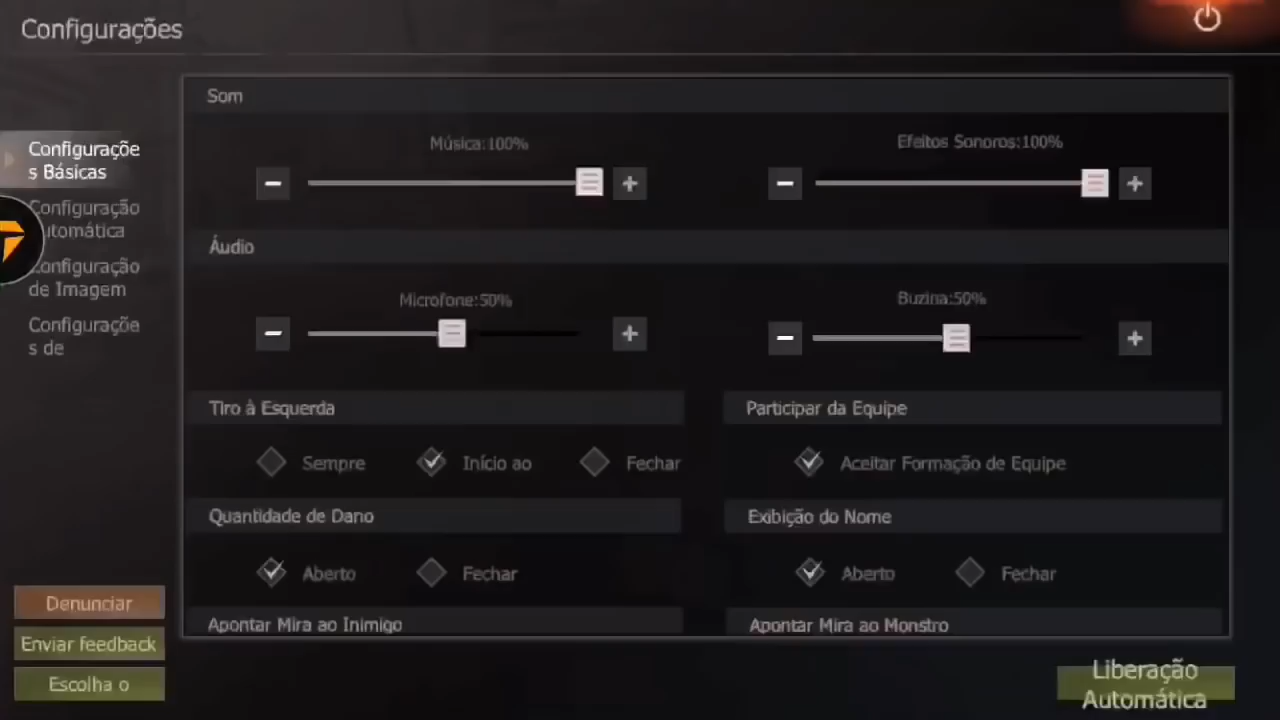 Configurações
Configuraçõe
s Básicas
Configuração
utomática
Configuração
de Imagem
Configuraçõe
s de
Som
Música:100%
Efeitos Sonoros:100%
Áudio
Microfone:50%
Buzina:50%
Tiro à Esquerda
Participar da Equipe
Sempre
Início ao
Fechar
Aceitar Formação de Equipe
Quantidade de Dano
Exibição do Nome
Aberto
Fechar
Aberto
Fechar
Apontar Mira ao Inimigo
Apontar Mira ao Monstro
Denunciar
Enviar feedback
Escolha o
Liberação
Automática